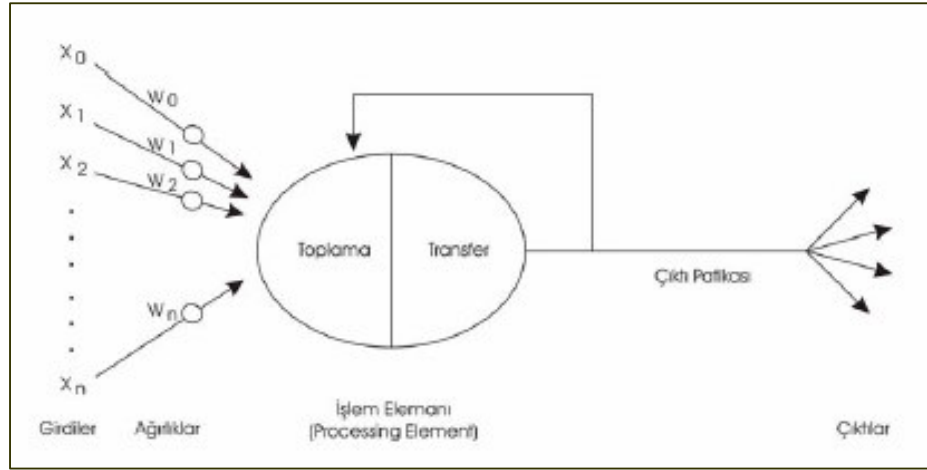 X0
W0
X1
W1
X2
W2
Toplama
Transfer
Çıktı Patikası
Wn
Xn
İşlem Elemanı
(Processing Element)
Girdiler
Ağırlıklar
Çıktılar